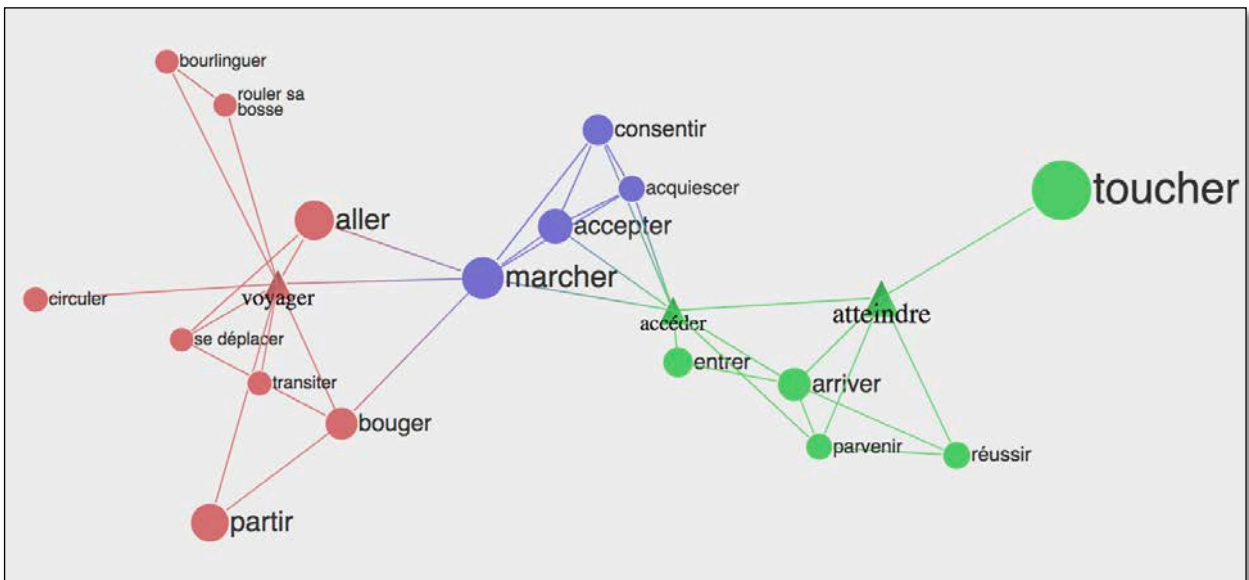 bourlinguer
rouler sa
bosse
consentir
acquiescer
toucher
aller
accepter
marcher
circuler
voyager
accéder
atteindre
se déplacer
transiter
entrer
arriver
bouger
parvenir
réussir
partir